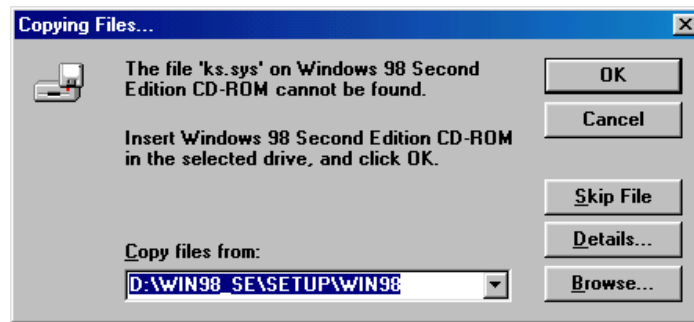 Copying Files...
The file 'ks.sys' on Windows 98 Second
Edition CD-ROM cannot be found.
Insert Windows 98 Second Edition CD-ROM
in the selected drive, and click OK.
Copy files from:
D:\WIN98_SE\SETUP\WIN98
OK
Cancel
Skip File
Details...
Browse...